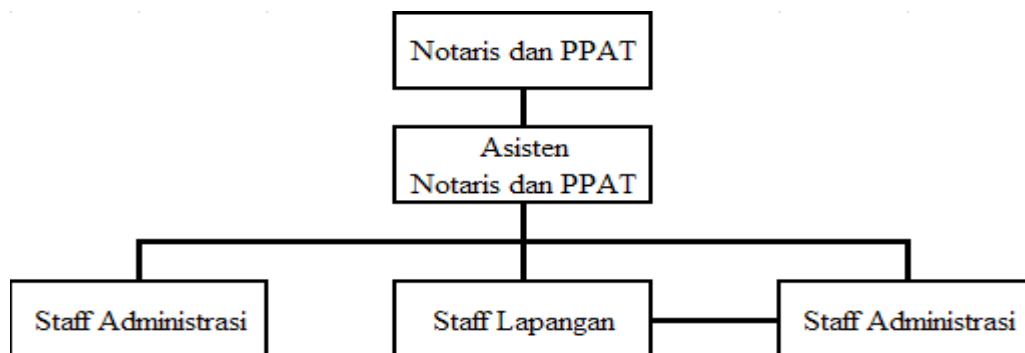 Notaris dan PPAT
Asisten
Notaris dan PPAT
Staff Administrasi
Staff Lapangan
Staff Administrasi